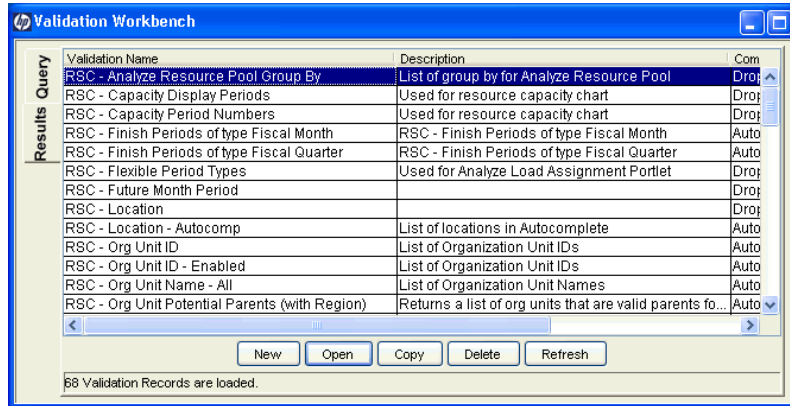 hp Validation Workbench
Query
Results
Validation Name Description Com
RSC - Analyze Resource Pool Group By List of group by for Analyze Resource Pool Drop
RSC - Capacity Display Periods Used for resource capacity chart Drop
RSC - Capacity Period Numbers Used for resource capacity chart Drop
RSC - Finish Periods of type Fiscal Month RSC - Finish Periods of type Fiscal Month Auto
RSC - Finish Periods of type Fiscal Quarter RSC - Finish Periods of type Fiscal Quarter Auto
RSC - Flexible Period Types Used for Analyze Load Assignment Portlet Drop
RSC - Future Month Period Drop
RSC - Location Drop
RSC - Location - Autocomp List of locations in Autocomplete Auto
RSC - Org Unit ID List of Organization Unit IDs Auto
RSC - Org Unit ID - Enabled List of Organization Unit IDs Auto
RSC - Org Unit Name - All List of Organization Unit Names Auto
RSC - Org Unit Potential Parents (with Region) Returns a list of org units that are valid parents fo... Auto
New Open Copy Delete Refresh
68 Validation Records are loaded.